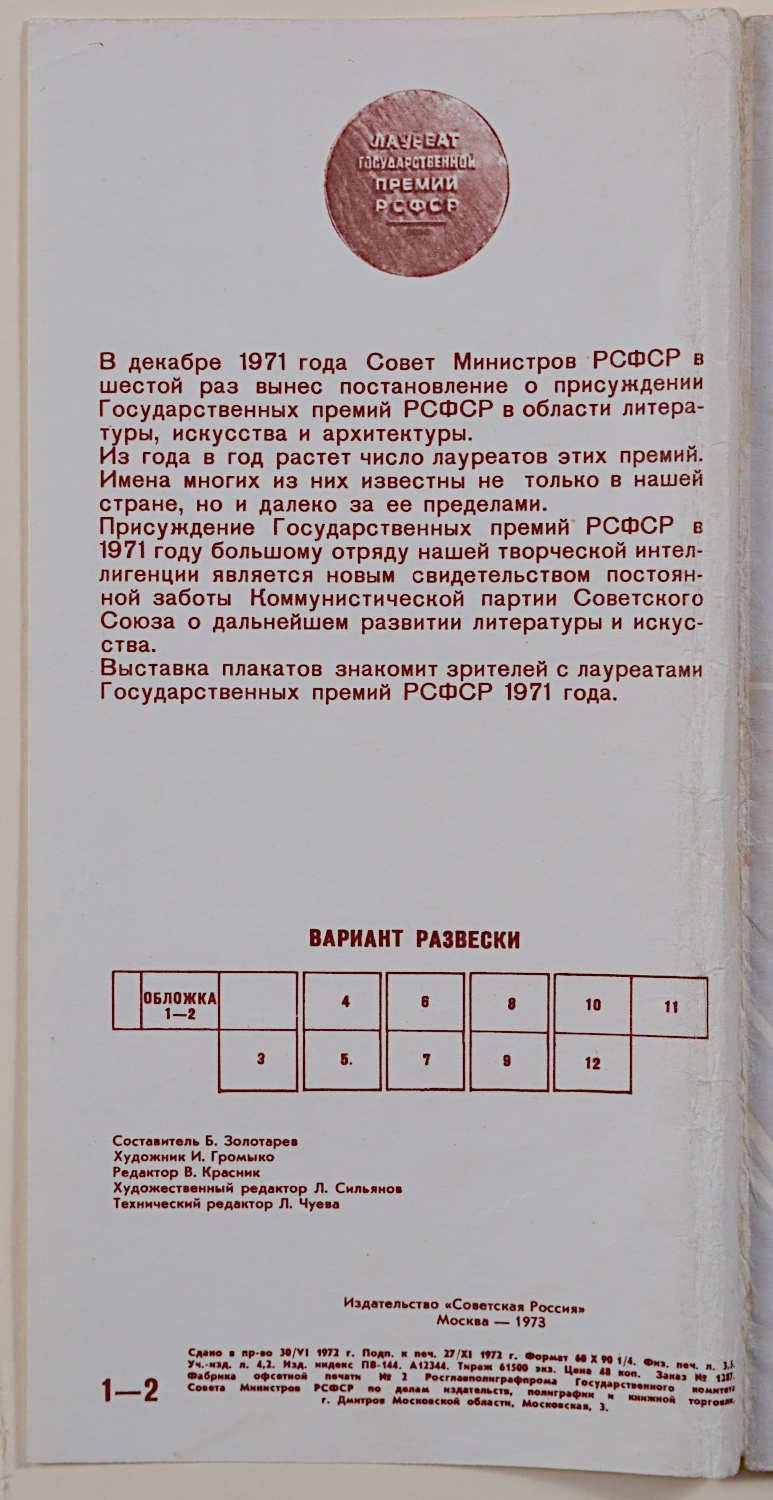 ЛАУРЕАТ
ГОСУДАРСТВЕННОЙ
ПРЕМИИ
РСФСР
В декабре 1971 года Совет Министров РСФСР в
шестой раз вынес постановление о присуждении
Государственных премий РСФСР в области литера-
туры, искусства и архитектуры.
Из года в год растет число лауреатов этих премий.
Имена многих из них известны не только в нашей
стране, но и далеко за ее пределами.
Присуждение Государственных премий РСФСР в
1971 году большому отряду нашей творческой интел-
лигенции является новым свидетельством постоян-
ной заботы Коммунистической партии Советского
Союза о дальнейшем развитии литературы и искус-
ства.
Выставка плакатов знакомит зрителей с лауреатами
Государственных премий РСФСР 1971 года.
ВАРИАНТ РАЗВЕСКИ
ОБЛОЖКА 4 6 8 10 11
1—2
3 5. 7 9 12
Составитель Б. Золотарев
Художник И. Громыко
Редактор В. Красник
Художественный редактор Л. Сильянов
Технический редактор Л. Чуева
Издательство «Советская Россия»
Москва — 1973
1—2
Сдано в пр-во 30/VI 1972 г. Подп. к печ. 27/XI 1972 г. Формат 60 X 90 1/4. Физ. печ. л. 3,5.
Уч.-изд. л. 4,2. Изд. индекс ПВ-144. А12344. Тираж 61500 экз. Цена 48 коп. Заказ № 1287.
Фабрика офсетной печати № 2 Росглавполиграфпрома Государственного комитета
Совета Министров РСФСР по делам издательств, полиграфии и книжной торговли,
г. Дмитров Московской области, Московская, 3.